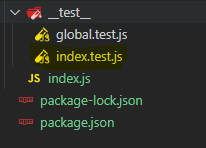 __test__
global.test.js
index.test.js
JS index.js
package-lock.json
package.json